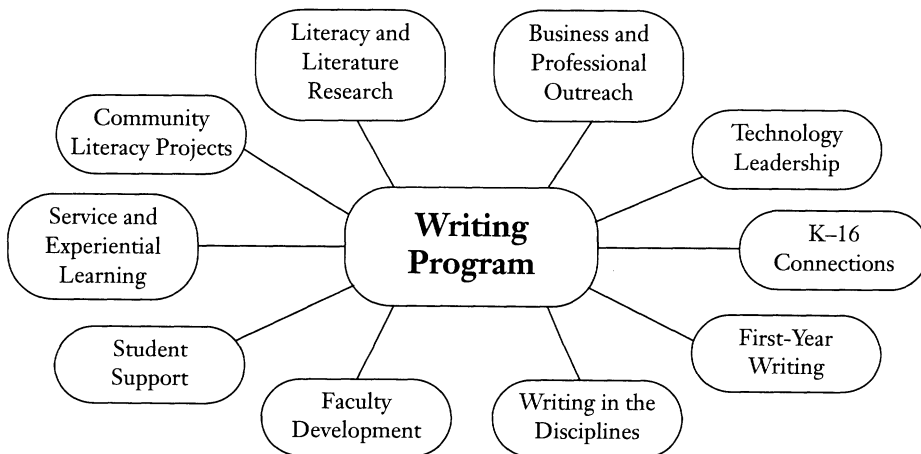 Literacy and
Literature
Research
Business and
Professional
Outreach
Community
Literacy Projects
Technology
Leadership
Service and
Experiential
Learning
Writing
Program
K–16
Connections
Student
Support
First-Year
Writing
Faculty
Development
Writing in the
Disciplines